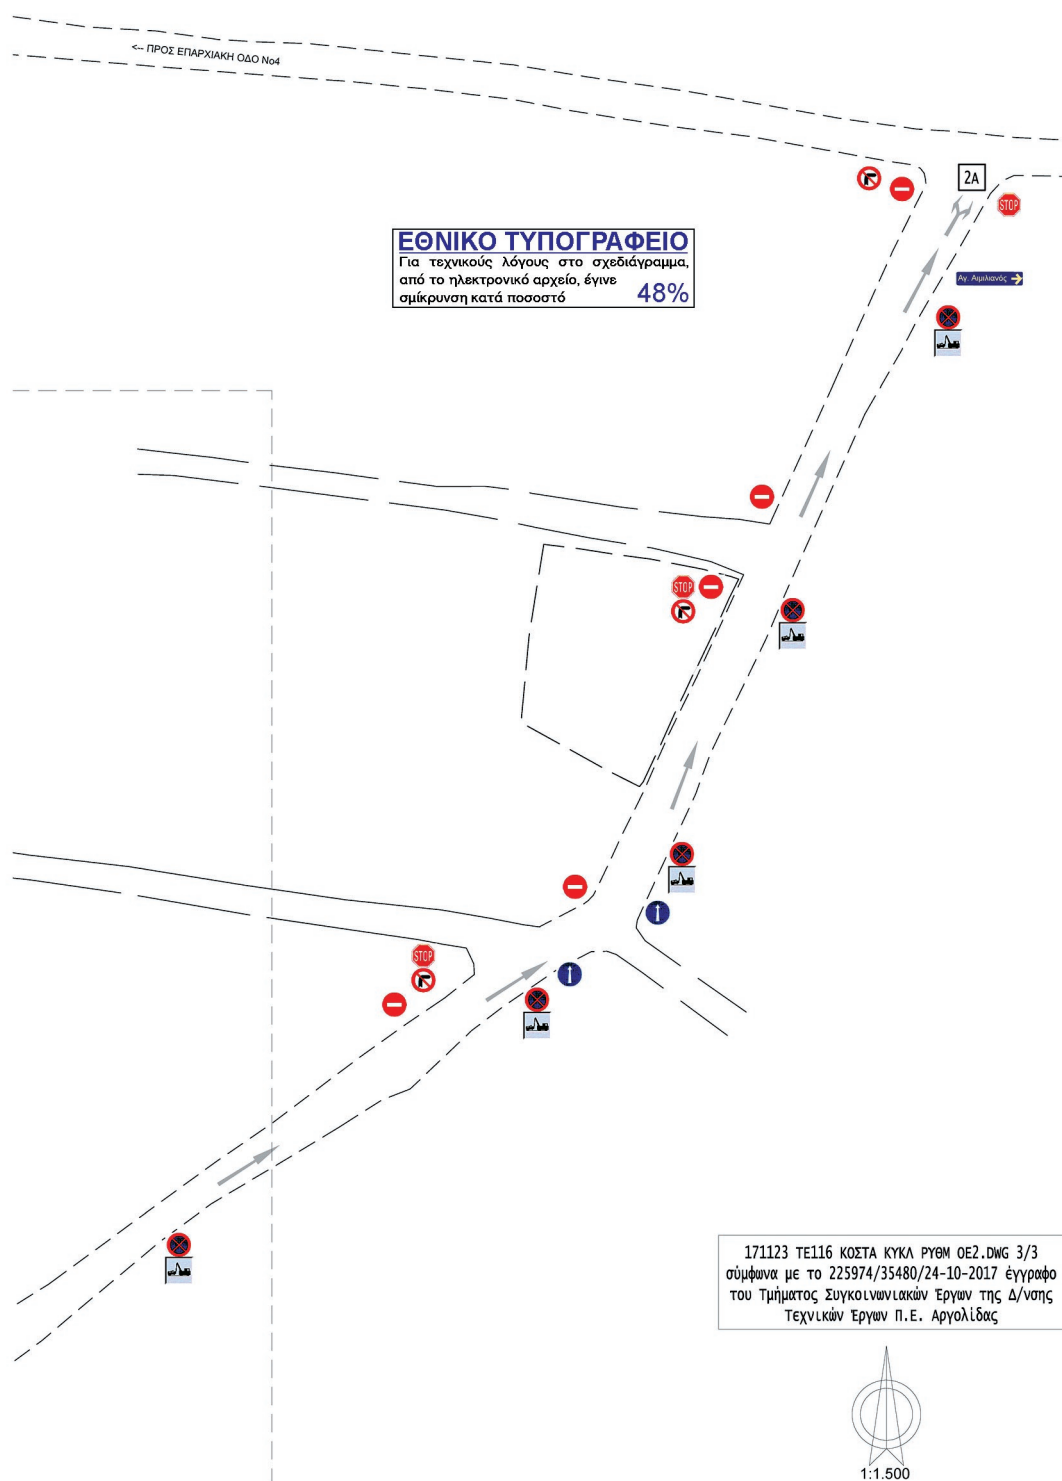 <-- ΠΡΟΣ ΕΠΑΡΧΙΑΚΗ ΟΔΟ Νο4
2Α
STOP
ΕΘΝΙΚΟ ΤΥΠΟΓΡΑΦΕΙΟ
Για τεχνικούς λόγους στο σχεδιάγραμμα,
από το ηλεκτρονικό αρχείο, έγινε
σμίκρυνση κατά ποσοστό 48%
Αγ. Αιμιλιανός
STOP
STOP
171123 ΤΕ116 ΚΟΣΤΑ ΚΥΚΛ ΡΥΘΜ ΟΕ2.DWG 3/3
σύμφωνα με το 225974/35480/24-10-2017 έγγραφο
του Τμήματος Συγκοινωνιακών Έργων της Δ/νσης
Τεχνικών Έργων Π.Ε. Αργολίδας
1:1.500